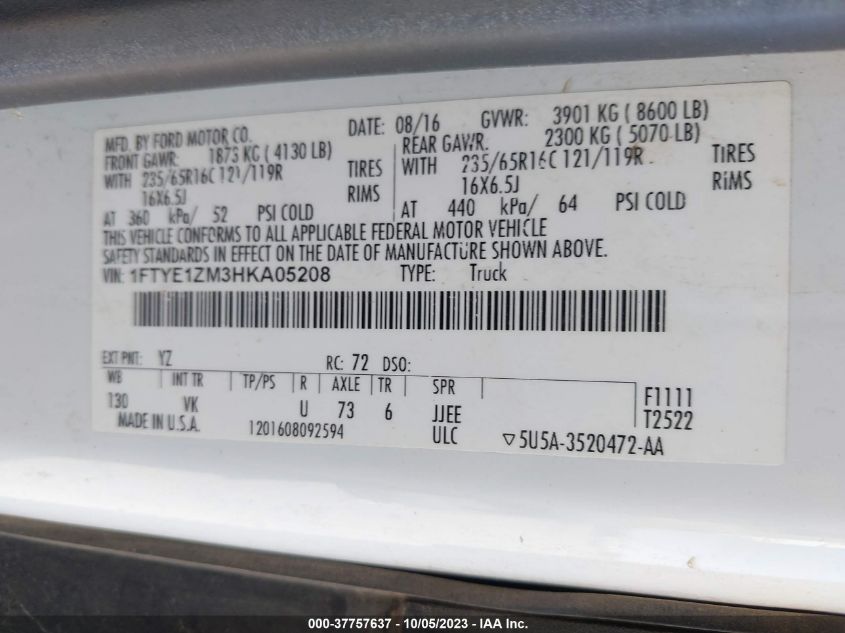 MFD. BY FORD MOTOR CO. DATE: 08/16 GVWR: 3901 KG ( 8600 LB)
FRONT GAWR: 1873 KG ( 4130 LB) REAR GAWR: 2300 KG ( 5070 LB)
WITH 235/65R16C 121/119R TIRES WITH 235/65R16C 121/119R TIRES
16X6.5J RIMS 16X6.5J RIMS
AT 360 kPa/ 52 PSI COLD AT 440 kPa/ 64 PSI COLD
THIS VEHICLE CONFORMS TO ALL APPLICABLE FEDERAL MOTOR VEHICLE
SAFETY STANDARDS IN EFFECT ON THE DATE OF MANUFACTURE SHOWN ABOVE.
VIN: 1FTYE1ZM3HKA05208 TYPE: Truck
EXT PNT: YZ RC: 72 DSO:
WB INT TR TP/PS R AXLE TR SPR F1111
130 VK U 73 6 JJEE T2522
MADE IN U.S.A. 1201608092594 ULC ▽5U5A-3520472-AA
000-37757637 - 10/05/2023 - IAA Inc.